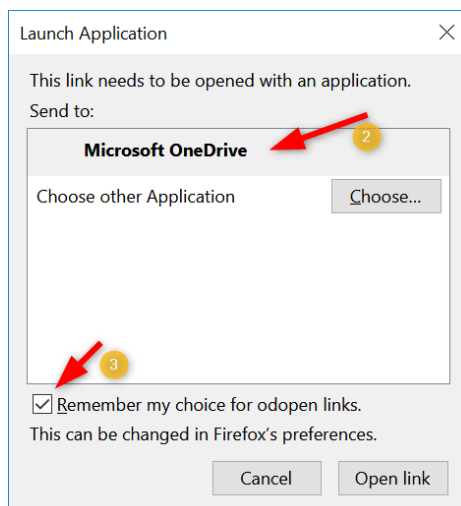 Launch Application
This link needs to be opened with an application.
Send to:
Microsoft OneDrive
2
Choose other Application
Choose...
3
Remember my choice for odopen links.
This can be changed in Firefox's preferences.
Cancel
Open link